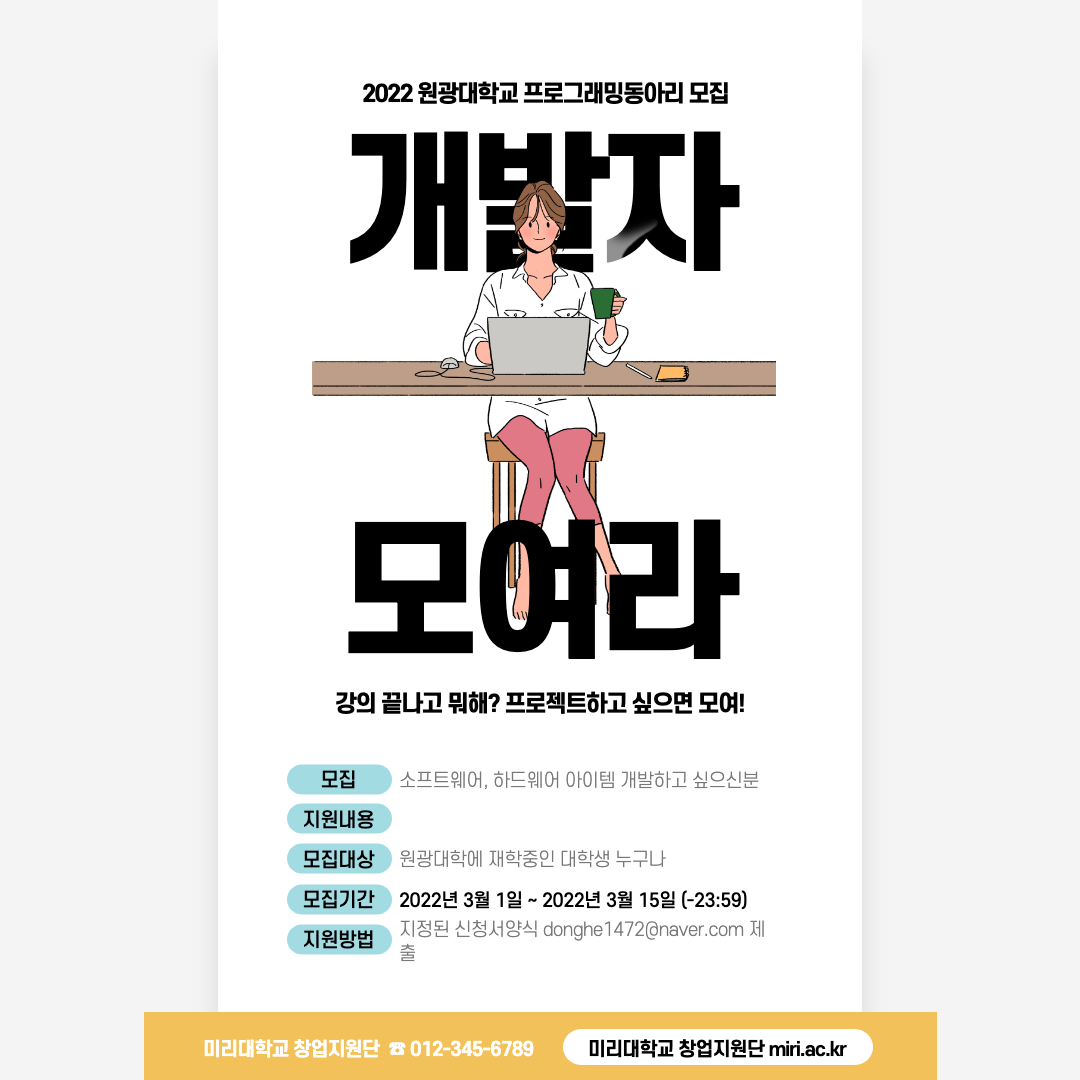 2022 원광대학교 프로그래밍동아리 모집
개발자
모여라
강의 끝나고 뭐해? 프로젝트하고 싶으면 모여!
모집 소프트웨어, 하드웨어 아이템 개발하고 싶으신분
지원내용
모집대상 원광대학에 재학중인 대학생 누구나
모집기간 2022년 3월 1일 ~ 2022년 3월 15일 (-23:59)
지원방법 지정된 신청서양식 donghe1472@naver.com 제
출
미리대학교 창업지원단 ☎ 012-345-6789 미리대학교 창업지원단 miri.ac.kr